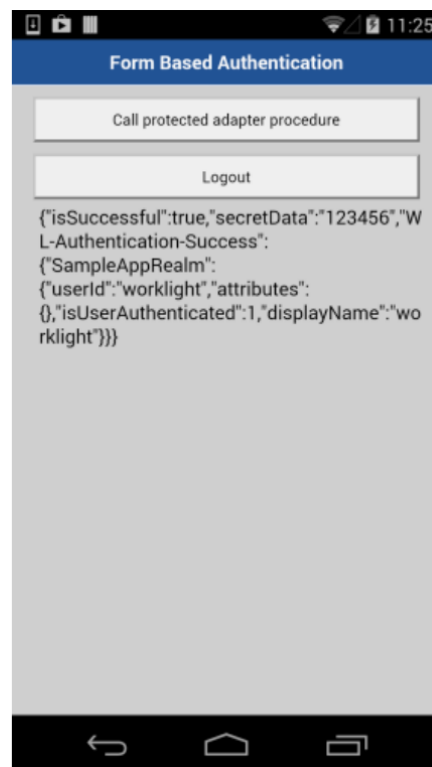 11:25
Form Based Authentication
Call protected adapter procedure
Logout
{"isSuccessful":true,"secretData":"123456","W
L-Authentication-Success":
{"SampleAppRealm":
{"userId":"worklight","attributes":
{},"isUserAuthenticated":1,"displayName":"wo
rklight"}}}